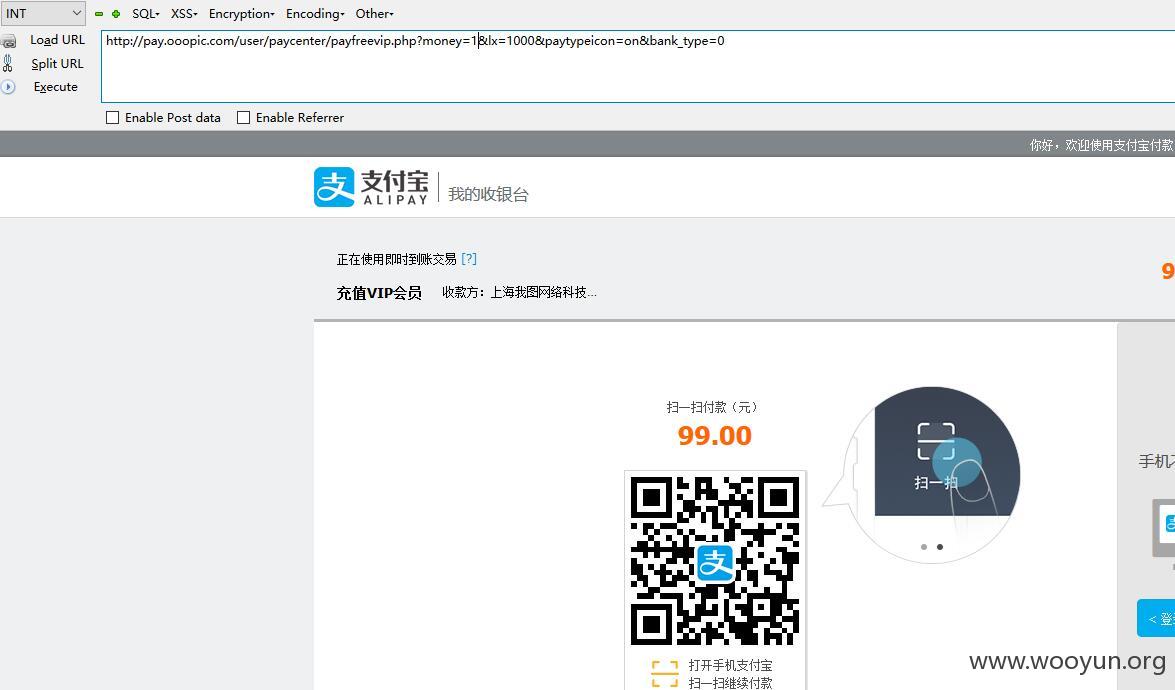 INT SQL▾ XSS▾ Encryption▾ Encoding▾ Other▾
Load URL
http://pay.ooopic.com/user/paycenter/payfreevip.php?money=1&lx=1000&paytypeicon=on&bank_type=0
Split URL
Execute
Enable Post data Enable Referrer
你好，欢迎使用支付宝付款
支付宝
ALIPAY
我的收银台
正在使用即时到账交易 [?]
9
充值VIP会员 收款方：上海我图网络科技...
扫一扫付款（元）
99.00
扫一扫
手机
支
< 登
打开手机支付宝
扫一扫继续付款
www.wooyun.org